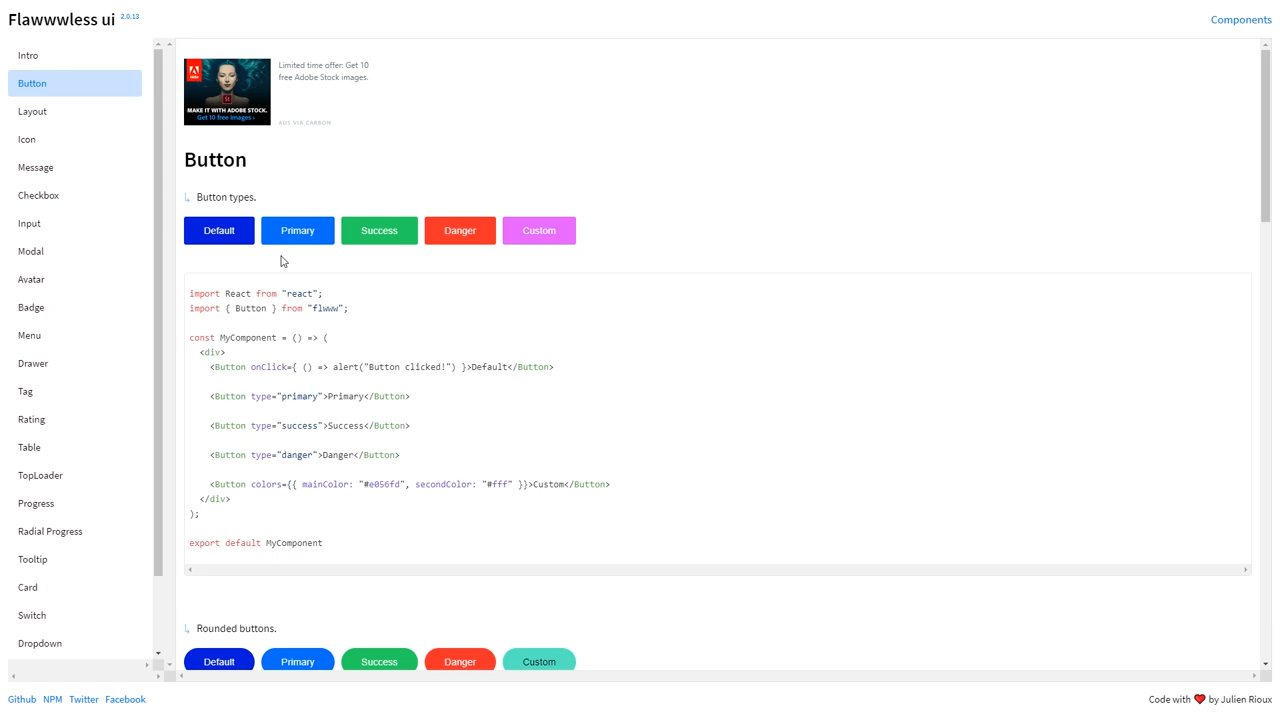 Flawwwless ui 2.0.13
Components
Intro
Button
Layout
Icon
Message
Checkbox
Input
Modal
Avatar
Badge
Menu
Drawer
Tag
Rating
Table
TopLoader
Progress
Radial Progress
Tooltip
Card
Switch
Dropdown
Adobe
St
MAKE IT WITH ADOBE STOCK.
Get 10 free images ›
Limited time offer: Get 10
free Adobe Stock images.
ADS VIA CARBON
Button
Button types.
Default Primary Success Danger Custom
import React from "react";
import { Button } from "flwww";
const MyComponent = () => (
<div>
<Button onClick={ () => alert("Button clicked!") }>Default</Button>
<Button type="primary">Primary</Button>
<Button type="success">Success</Button>
<Button type="danger">Danger</Button>
<Button colors={{ mainColor: "#e056fd", secondColor: "#fff" }}>Custom</Button>
</div>
);
export default MyComponent
Rounded buttons.
Default Primary Success Danger Custom
Github NPM Twitter Facebook
Code with ❤️ by Julien Rioux